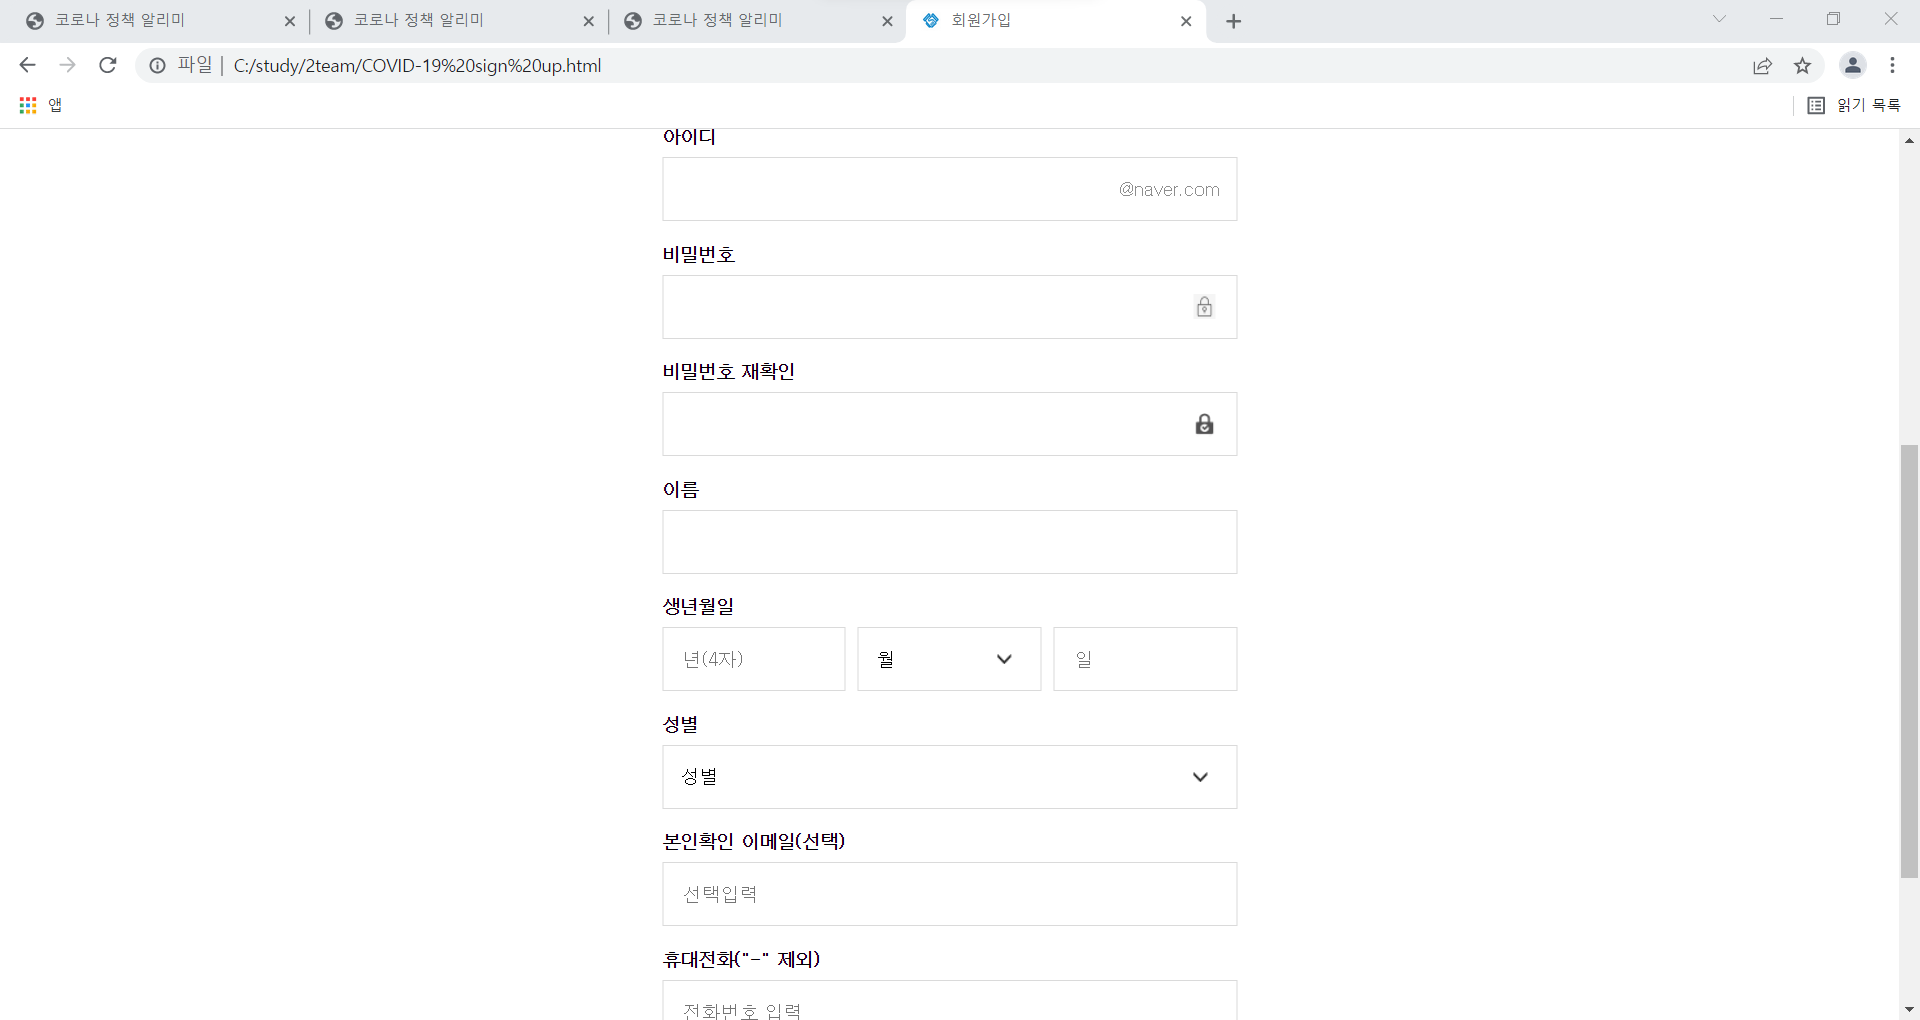 코로나 정책 알리미
코로나 정책 알리미
코로나 정책 알리미
회원가입
파일 | C:/study/2team/COVID-19%20sign%20up.html
앱
읽기 목록
아이디
@naver.com
비밀번호
비밀번호 재확인
이름
생년월일
년(4자)
월
일
성별
성별
본인확인 이메일(선택)
선택입력
휴대전화("-" 제외)
전화번호 입력